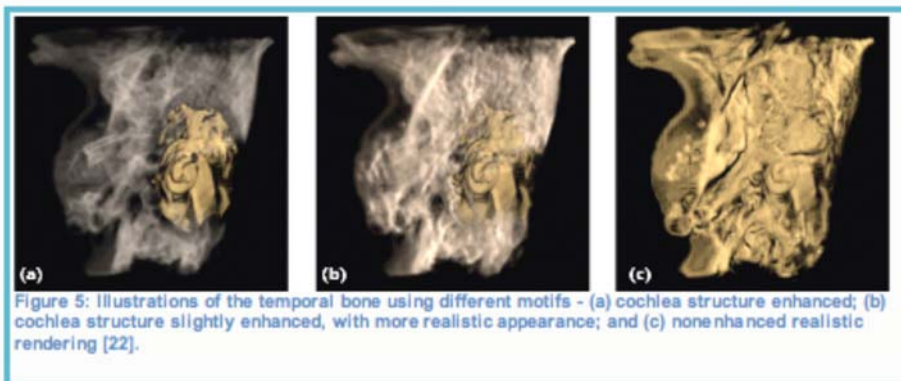 (a)
(b)
(c)
Figure 5: Illustrations of the temporal bone using different motifs - (a) cochlea structure enhanced; (b)
cochlea structure slightly enhanced, with more realistic appearance; and (c) nonenhanced realistic
rendering [22].